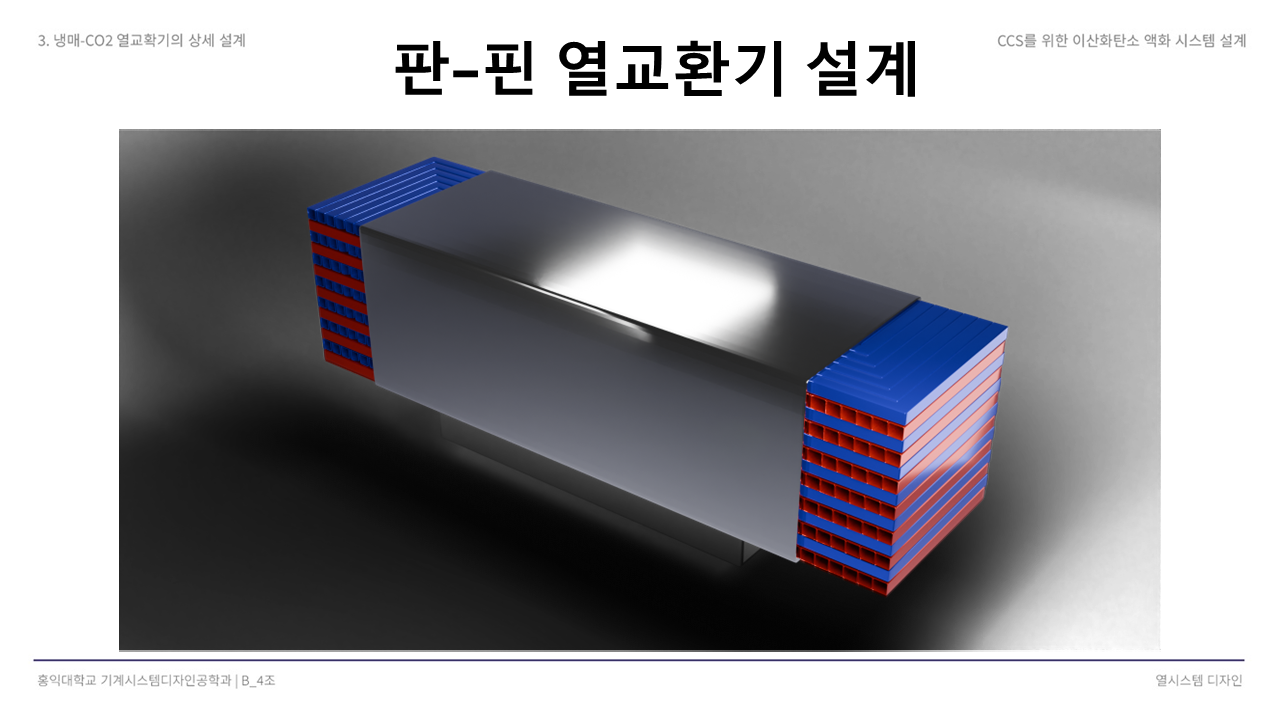 3. 냉매-CO2 열교확기의 상세 설계
CCS를 위한 이산화탄소 액화 시스템 설계
판-핀 열교환기 설계
홍익대학교 기계시스템디자인공학과 | B_4조
열시스템 디자인